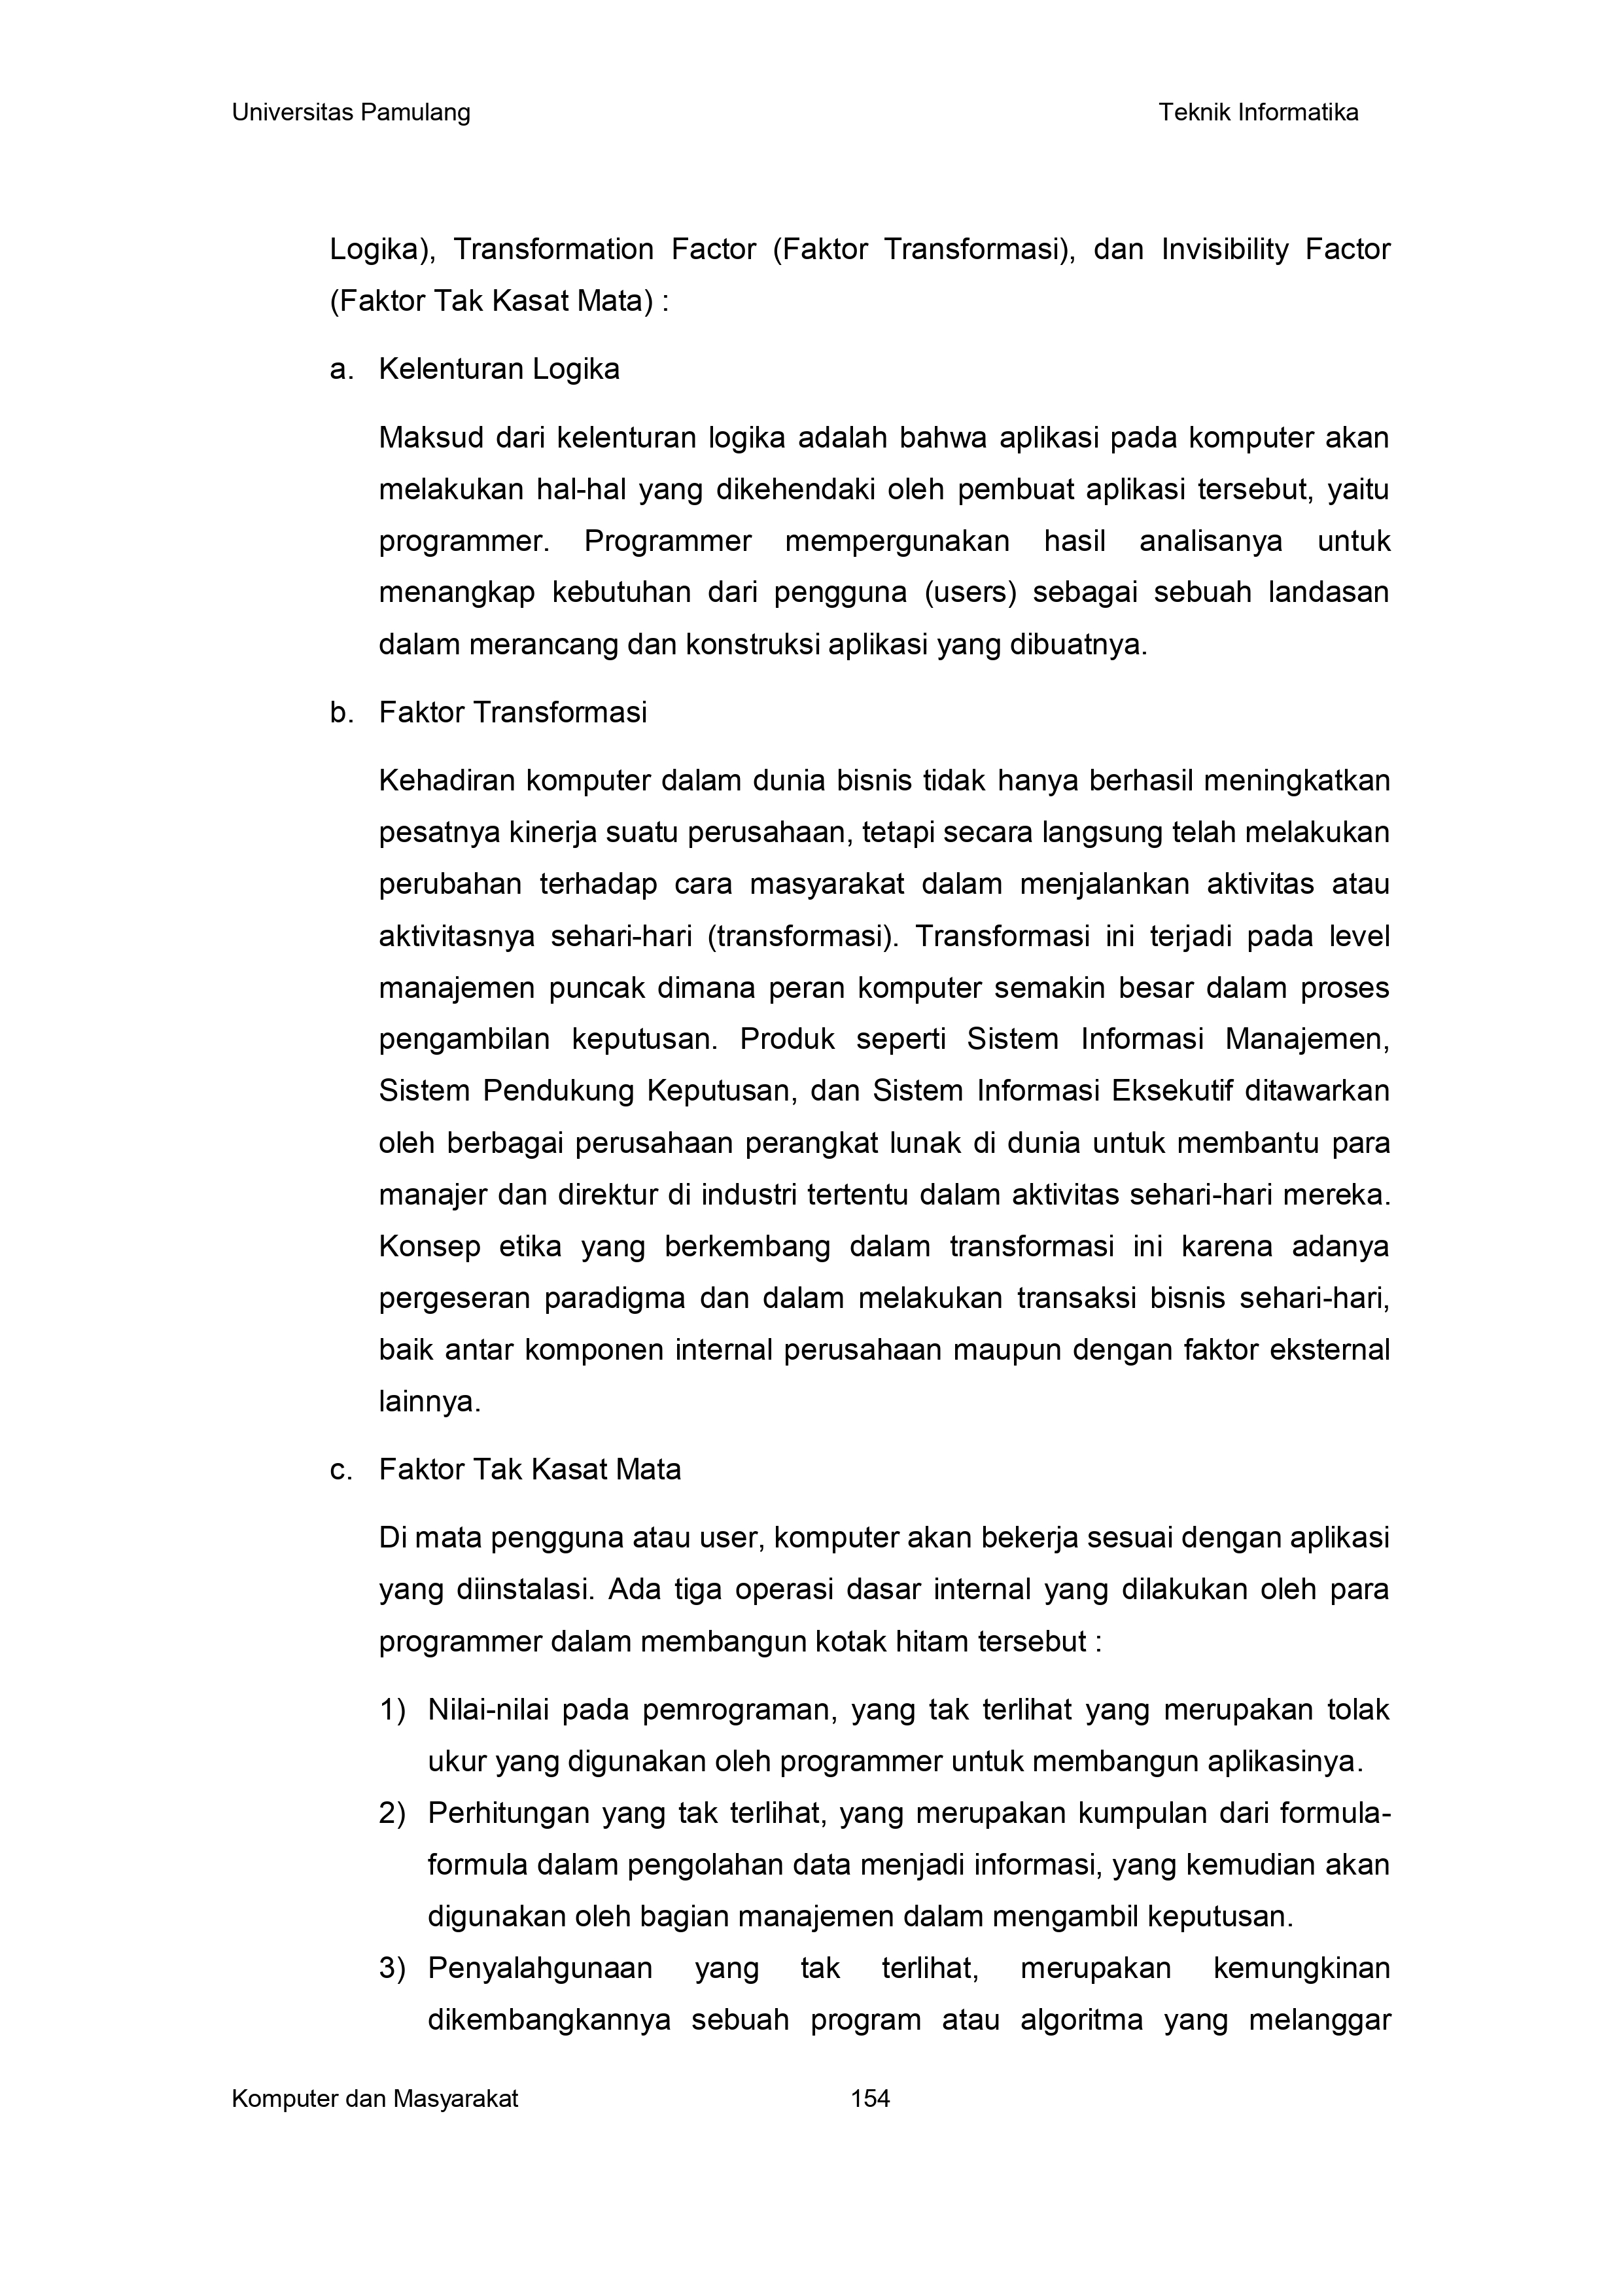 Universitas Pamulang Teknik Informatika
Logika), Transformation Factor (Faktor Transformasi), dan Invisibility Factor
(Faktor Tak Kasat Mata) :
a. Kelenturan Logika
Maksud dari kelenturan logika adalah bahwa aplikasi pada komputer akan
melakukan hal-hal yang dikehendaki oleh pembuat aplikasi tersebut, yaitu
programmer. Programmer mempergunakan hasil analisanya untuk
menangkap kebutuhan dari pengguna (users) sebagai sebuah landasan
dalam merancang dan konstruksi aplikasi yang dibuatnya.
b. Faktor Transformasi
Kehadiran komputer dalam dunia bisnis tidak hanya berhasil meningkatkan
pesatnya kinerja suatu perusahaan, tetapi secara langsung telah melakukan
perubahan terhadap cara masyarakat dalam menjalankan aktivitas atau
aktivitasnya sehari-hari (transformasi). Transformasi ini terjadi pada level
manajemen puncak dimana peran komputer semakin besar dalam proses
pengambilan keputusan. Produk seperti Sistem Informasi Manajemen,
Sistem Pendukung Keputusan, dan Sistem Informasi Eksekutif ditawarkan
oleh berbagai perusahaan perangkat lunak di dunia untuk membantu para
manajer dan direktur di industri tertentu dalam aktivitas sehari-hari mereka.
Konsep etika yang berkembang dalam transformasi ini karena adanya
pergeseran paradigma dan dalam melakukan transaksi bisnis sehari-hari,
baik antar komponen internal perusahaan maupun dengan faktor eksternal
lainnya.
c. Faktor Tak Kasat Mata
Di mata pengguna atau user, komputer akan bekerja sesuai dengan aplikasi
yang diinstalasi. Ada tiga operasi dasar internal yang dilakukan oleh para
programmer dalam membangun kotak hitam tersebut :
1) Nilai-nilai pada pemrograman, yang tak terlihat yang merupakan tolak
ukur yang digunakan oleh programmer untuk membangun aplikasinya.
2) Perhitungan yang tak terlihat, yang merupakan kumpulan dari formula-
formula dalam pengolahan data menjadi informasi, yang kemudian akan
digunakan oleh bagian manajemen dalam mengambil keputusan.
3) Penyalahgunaan yang tak terlihat, merupakan kemungkinan
dikembangkannya sebuah program atau algoritma yang melanggar
Komputer dan Masyarakat 154